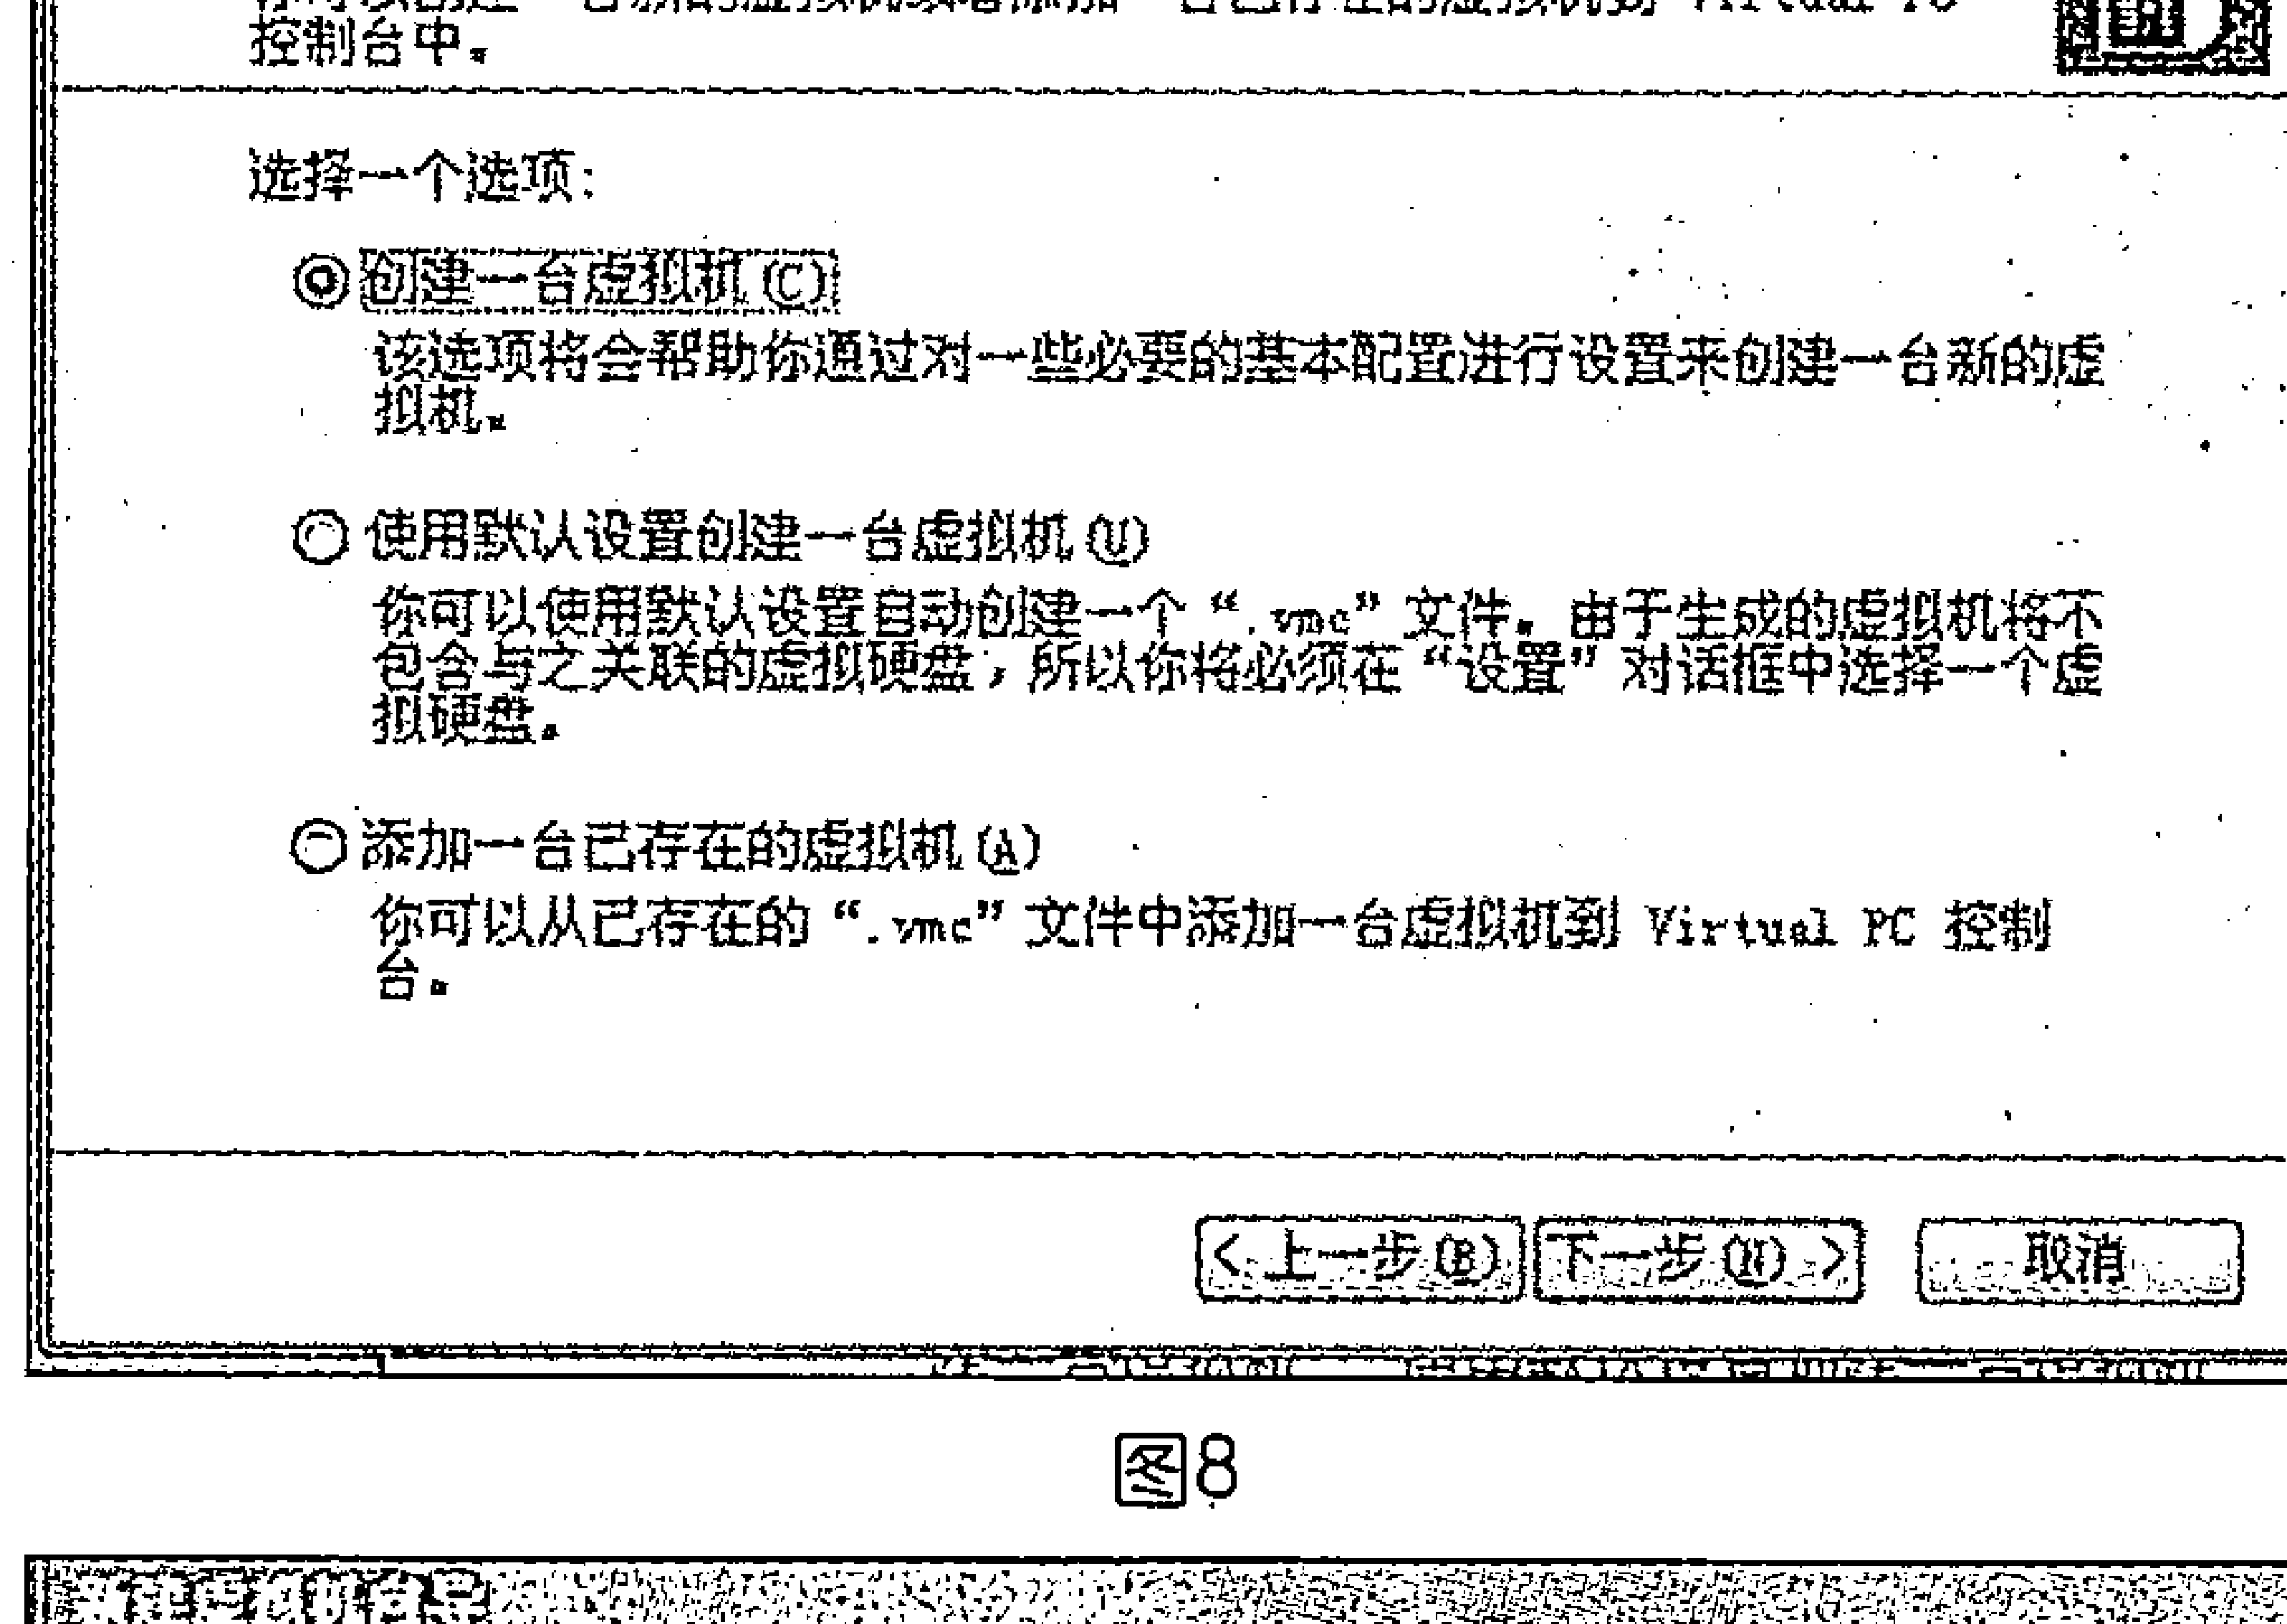 控制台中。
选择一个选项:
创建一台虚拟机(C)
该选项将会帮助你通过对一些必要的基本配置进行设置来创建一台新的虚
拟机。
使用默认设置创建一台虚拟机(U)
你可以使用默认设置自动创建一个“.vmc”文件。由于生成的虚拟机将不
包含与之关联的虚拟硬盘,所以你将必须在“设置”对话框中选择一个虚
拟硬盘。
添加一台已存在的虚拟机(A)
你可以从已存在的“.vmc”文件中添加一台虚拟机到 Virtual PC 控制
台。
< 上一步(B) 下一步(N) > 取消
图8